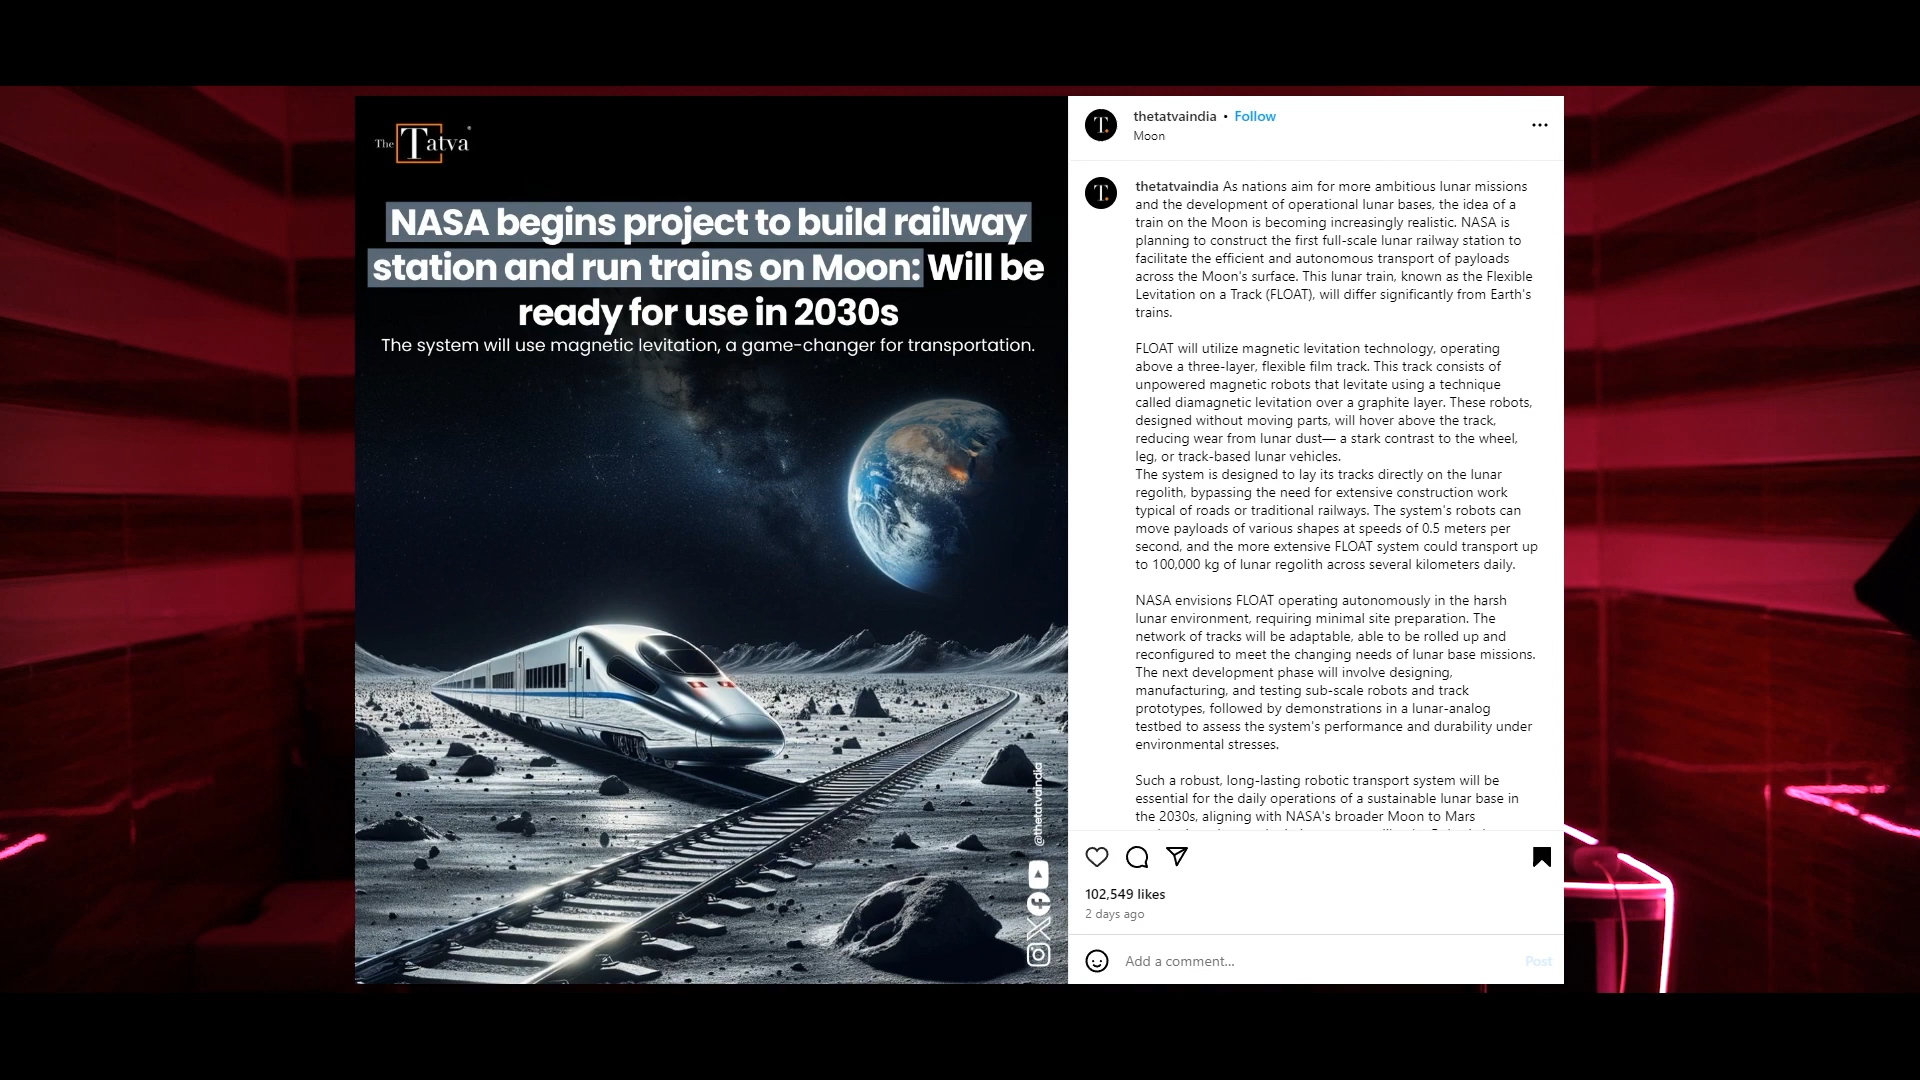 The Tatva
NASA begins project to build railway
station and run trains on Moon: Will be
ready for use in 2030s
The system will use magnetic levitation, a game-changer for transportation.
@thetatvaindia
T.
thetatvaindia • Follow
Moon
T.
thetatvaindia As nations aim for more ambitious lunar missions
and the development of operational lunar bases, the idea of a
train on the Moon is becoming increasingly realistic. NASA is
planning to construct the first full-scale lunar railway station to
facilitate the efficient and autonomous transport of payloads
across the Moon's surface. This lunar train, known as the Flexible
Levitation on a Track (FLOAT), will differ significantly from Earth's
trains.
FLOAT will utilize magnetic levitation technology, operating
above a three-layer, flexible film track. This track consists of
unpowered magnetic robots that levitate using a technique
called diamagnetic levitation over a graphite layer. These robots,
designed without moving parts, will hover above the track,
reducing wear from lunar dust— a stark contrast to the wheel,
leg, or track-based lunar vehicles.
The system is designed to lay its tracks directly on the lunar
regolith, bypassing the need for extensive construction work
typical of roads or traditional railways. The system's robots can
move payloads of various shapes at speeds of 0.5 meters per
second, and the more extensive FLOAT system could transport up
to 100,000 kg of lunar regolith across several kilometers daily.
NASA envisions FLOAT operating autonomously in the harsh
lunar environment, requiring minimal site preparation. The
network of tracks will be adaptable, able to be rolled up and
reconfigured to meet the changing needs of lunar base missions.
The next development phase will involve designing,
manufacturing, and testing sub-scale robots and track
prototypes, followed by demonstrations in a lunar-analog
testbed to assess the system's performance and durability under
environmental stresses.
Such a robust, long-lasting robotic transport system will be
essential for the daily operations of a sustainable lunar base in
the 2030s, aligning with NASA's broader Moon to Mars
102,549 likes
2 days ago
Add a comment...
Post